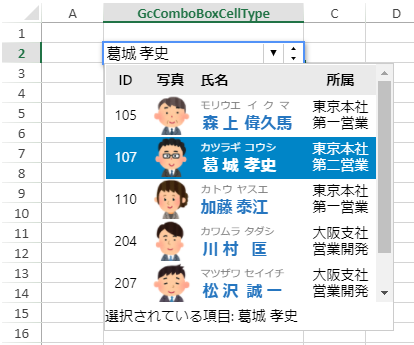 A GcComboBoxCellType C D
1
2 葛城 孝史
3
4 ID 写真 氏名 所属
5
6 105 モリウエ イクマ 東京本社
森上 偉久馬 第一営業
7
8 107 カツラギ コウシ 東京本社
葛城 孝史 第二営業
9
10 110 カトウ ヤスエ 東京本社
加藤 泰江 第一営業
11
12 204 カワムラ タダシ 大阪支社
川村 匡 営業開発
13
14 207 マツザワ セイイチ 大阪支社
松沢 誠一 営業開発
15 選択されている項目: 葛城 孝史
16